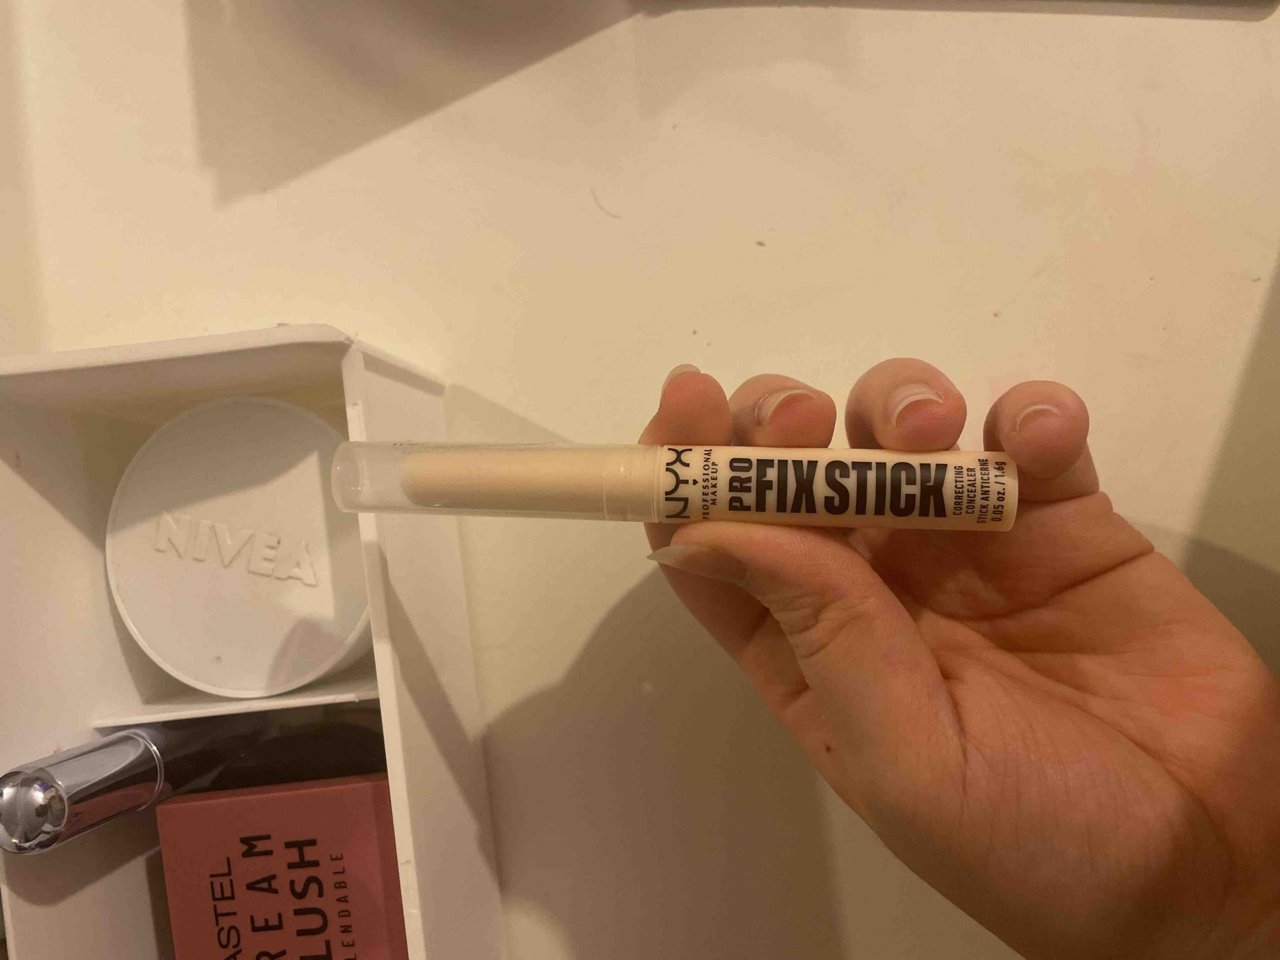 NYX
PROFESSIONAL
MAKEUP
PRO
FIX STICK
CORRECTING
CONCEALER
STICK ANTICERNE
0.05 oz. / 1.6g
NIVEA
ASTEL
REAM
LUSH
LENDABLE